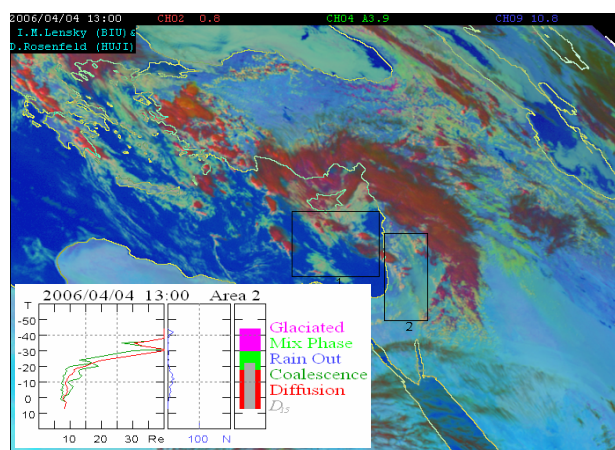 2006/04/04 13:00 CH02 0.8 CH04 A3.9 CH09 10.8
I.M.Lensky (BIU)&
D.Rosenfeld (HUJI)
1
2
2006/04/04 13:00 Area 2
T
-50
-40
-30
-20
-10
0
10
20
10 20 30 Re
100 N
Glaciated
Mix Phase
Rain Out
Coalescence
Diffusion
D15